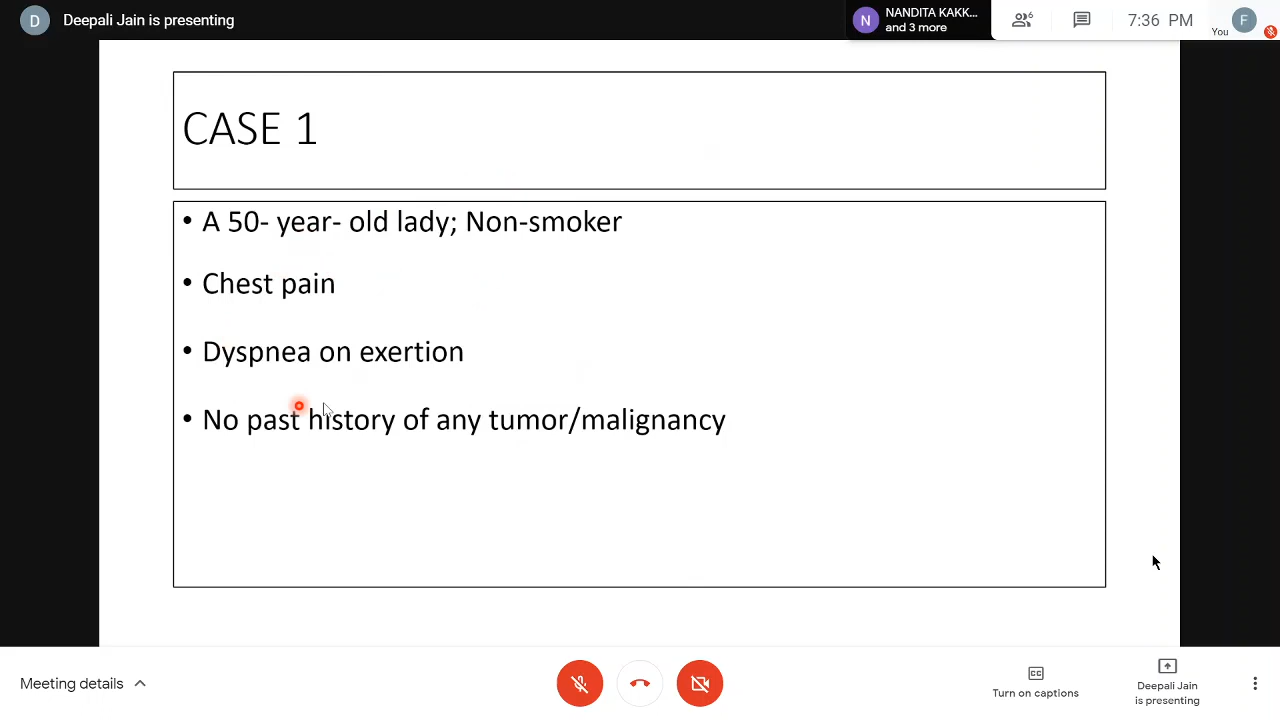 D Deepali Jain is presenting
N NANDITA KAKK...
and 3 more
6
7:36 PM
You
F
CASE 1
• A 50- year- old lady; Non-smoker
• Chest pain
• Dyspnea on exertion
• No past history of any tumor/malignancy
Meeting details
CC
Turn on captions
Deepali Jain
is presenting